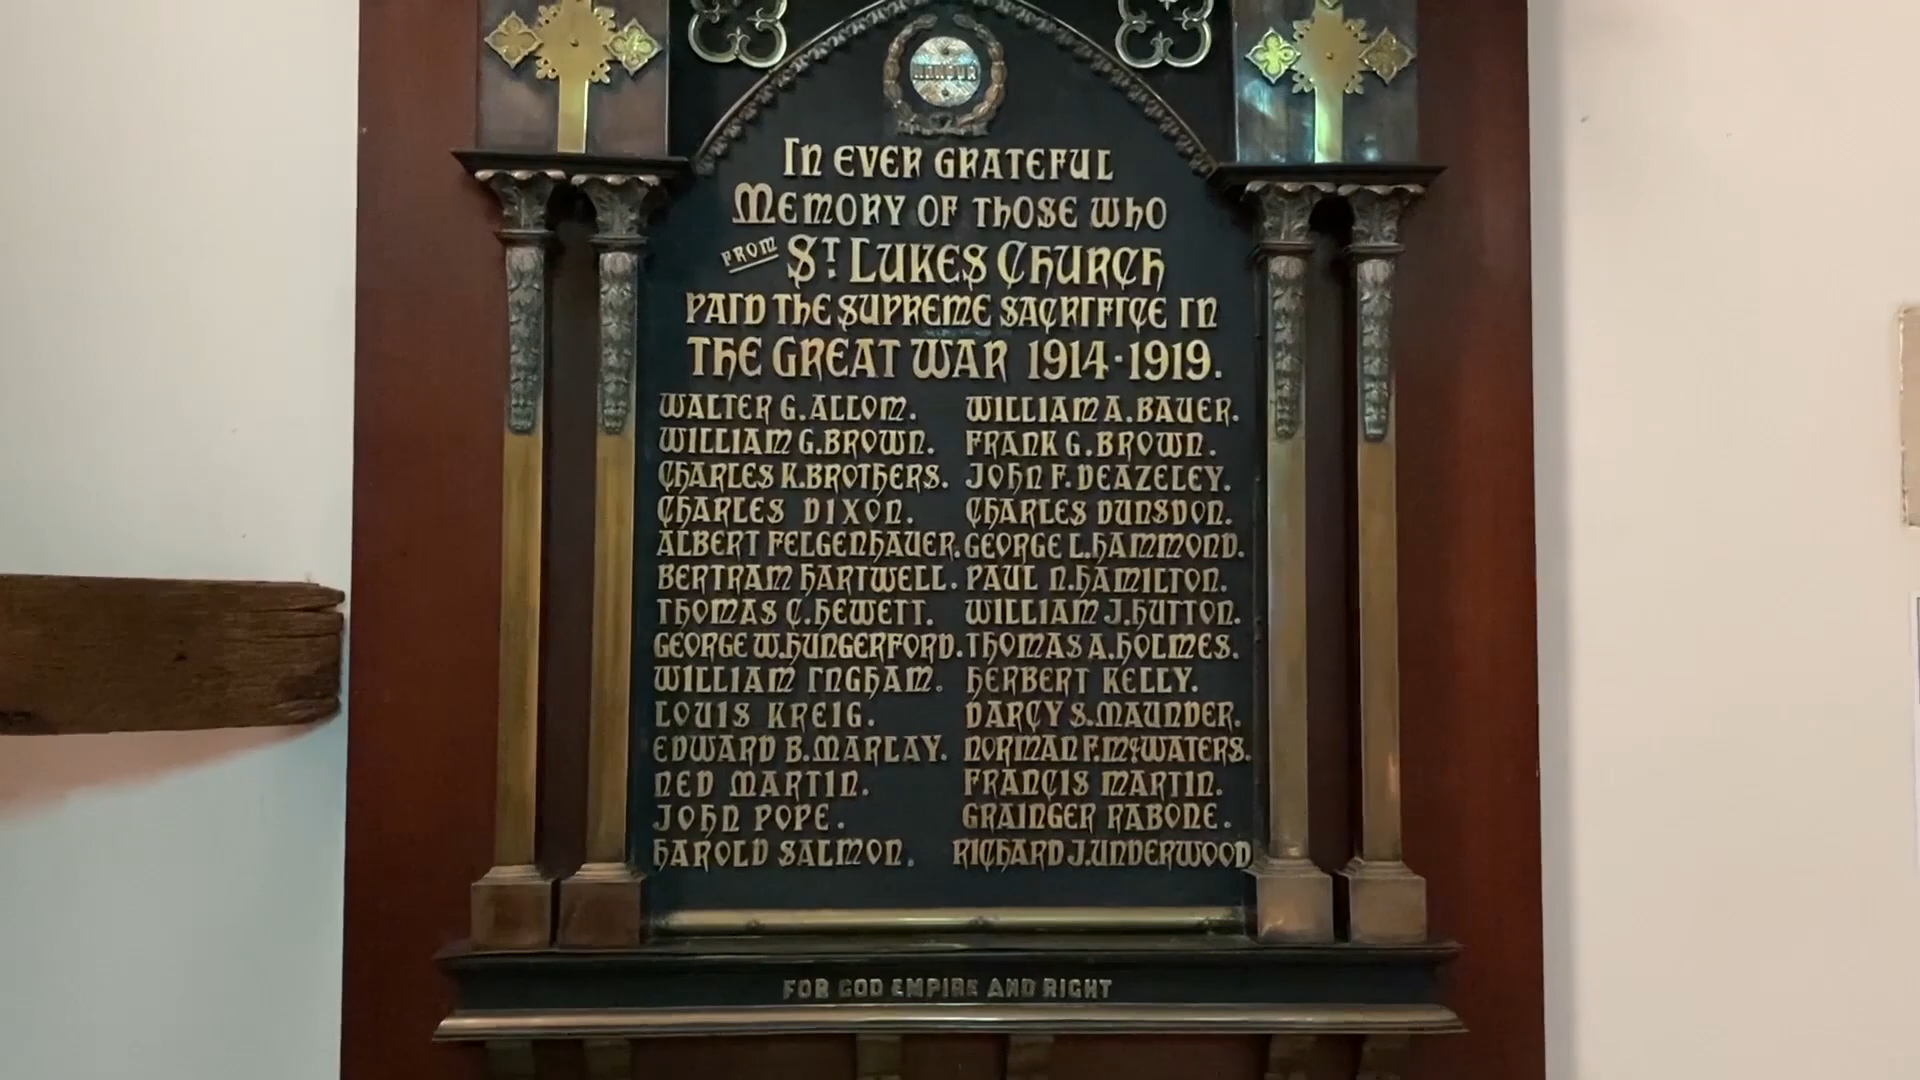 HONOUR
IN EVER GRATEFUL
MEMORY OF THOSE WHO
FROM ST LUKES CHURCH
PAID THE SUPREME SACRIFICE IN
THE GREAT WAR 1914·1919.
WALTER G. ALLOM. WILLIAM A. BAUER.
WILLIAM G. BROWN. FRANK G. BROWN.
CHARLES K. BROTHERS. JOHN F. DEAZELEY.
CHARLES DIXON. CHARLES DUNSDON.
ALBERT FELGENHAUER. GEORGE L. HAMMOND.
BERTRAM HARTWELL. PAUL N. HAMILTON.
THOMAS C. HEWETT. WILLIAM J. HUTTON.
GEORGE W. HUNGERFORD. THOMAS A. HOLMES.
WILLIAM INGHAM. HERBERT KELLY.
LOUIS KREIG. DARCY S. MAUNDER.
EDWARD B. MARLAY. NORMAN F. McWATERS.
NED MARTIN. FRANCIS MARTIN.
JOHN POPE. GRAINGER RABONE.
HAROLD SALMON. RICHARD J. UNDERWOOD
FOR GOD EMPIRE AND RIGHT